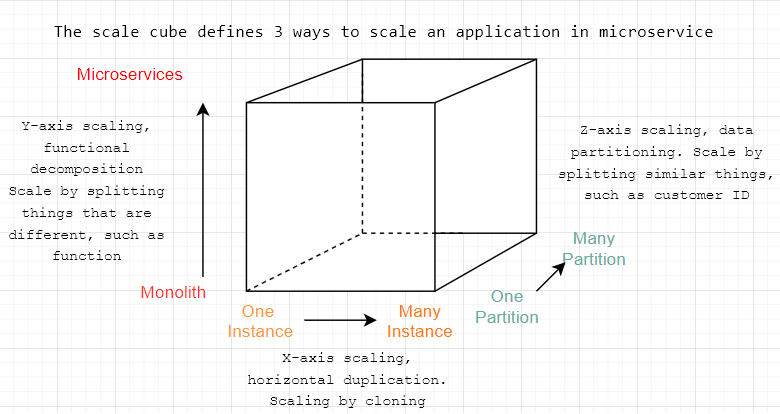 The scale cube defines 3 ways to scale an application in microservice
Microservices
Y-axis scaling,
functional
decomposition
Scale by splitting
things that are
different, such as
function
Z-axis scaling, data
partitioning. Scale by
splitting similar things,
such as customer ID
Many
Partition
Monolith
One
Instance
Many
Instance
One
Partition
X-axis scaling,
horizontal duplication.
Scaling by cloning